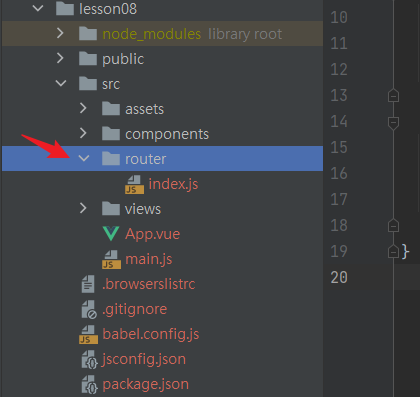 lesson08
node_modules library root
public
src
assets
components
router
index.js
views
App.vue
main.js
.browserslistrc
.gitignore
babel.config.js
jsconfig.json
package.json
10
11
12
13
14
15
16
17
18
19 }
20